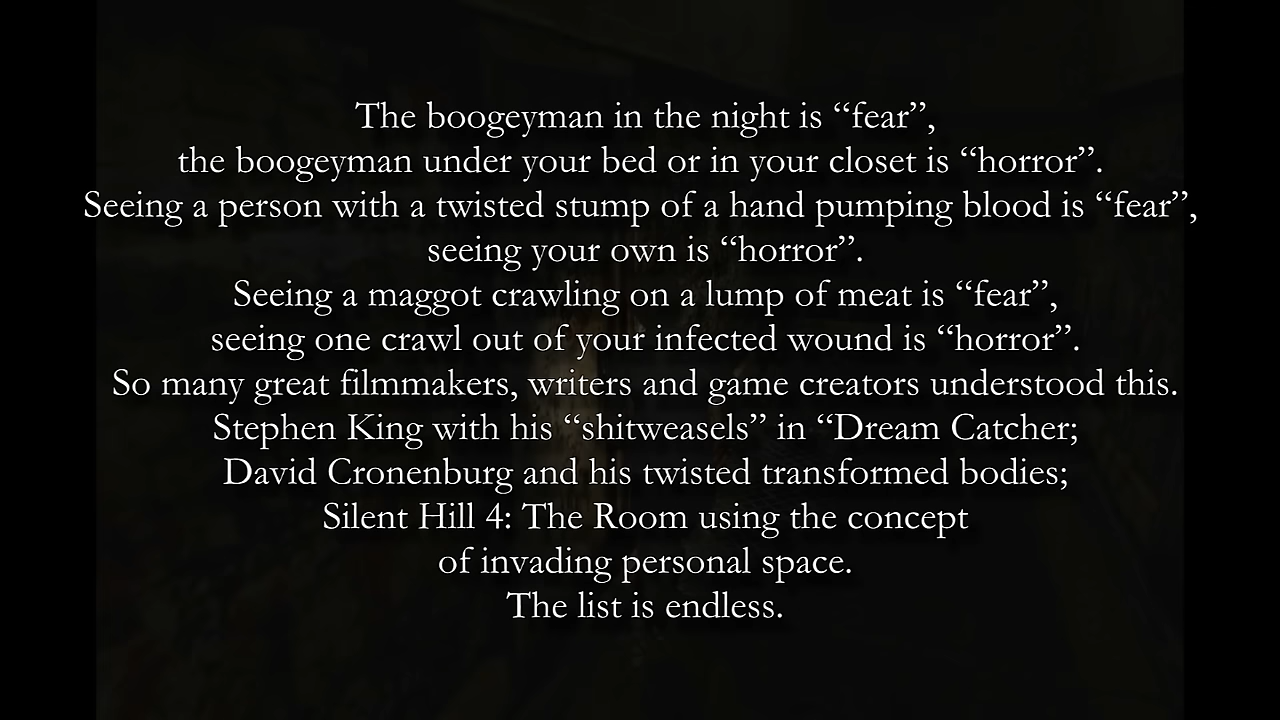 The boogeyman in the night is “fear”,
the boogeyman under your bed or in your closet is “horror”.
Seeing a person with a twisted stump of a hand pumping blood is “fear”,
seeing your own is “horror”.
Seeing a maggot crawling on a lump of meat is “fear”,
seeing one crawl out of your infected wound is “horror”.
So many great filmmakers, writers and game creators understood this.
Stephen King with his “shitweasels” in “Dream Catcher;
David Cronenburg and his twisted transformed bodies;
Silent Hill 4: The Room using the concept
of invading personal space.
The list is endless.